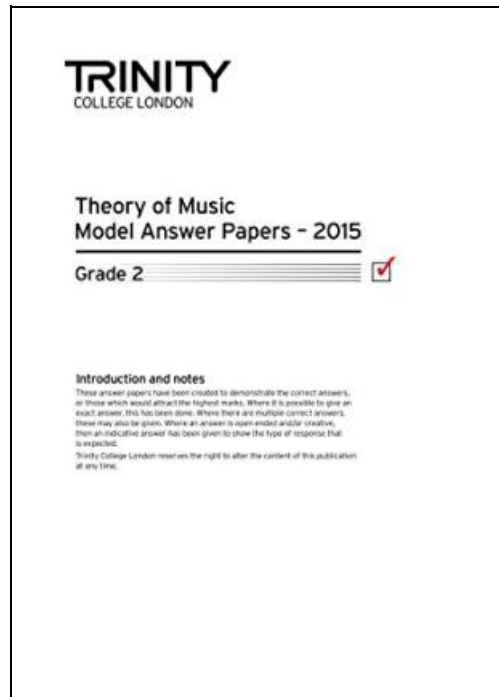 TRINITY
COLLEGE LONDON
Theory of Music
Model Answer Papers – 2015
Grade 2
Introduction and notes
These answer papers have been created to demonstrate the correct answers,
or those which would attract the highest marks. Where it is possible to give an
exact answer, this has been done. Where there are multiple correct answers,
these may also be given. Where an answer is open ended and/or creative,
then an indicative answer has been given to show the type of response that
is expected.
Trinity College London reserves the right to alter the content of this publication
at any time.